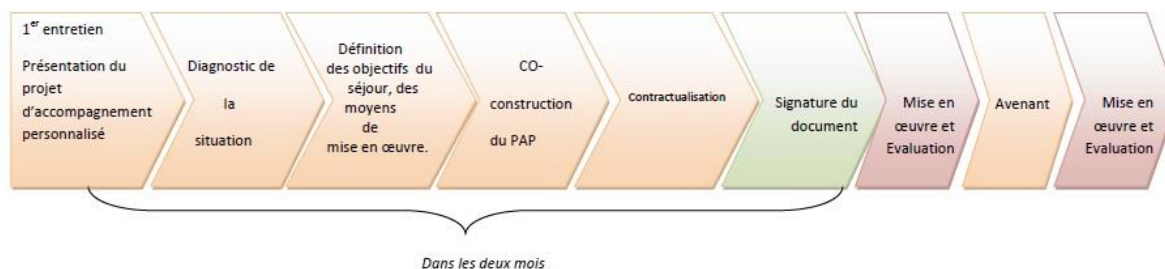 1er entretien
Présentation du
projet
d'accompagnement
personnalisé
Diagnostic de
la
situation
Définition
des objectifs du
séjour, des
moyens
de
mise en œuvre.
CO-
construction
du PAP
Contractualisation
Signature du
document
Mise en
œuvre et
Evaluation
Avenant
Mise en
œuvre et
Evaluation
Dans les deux mois